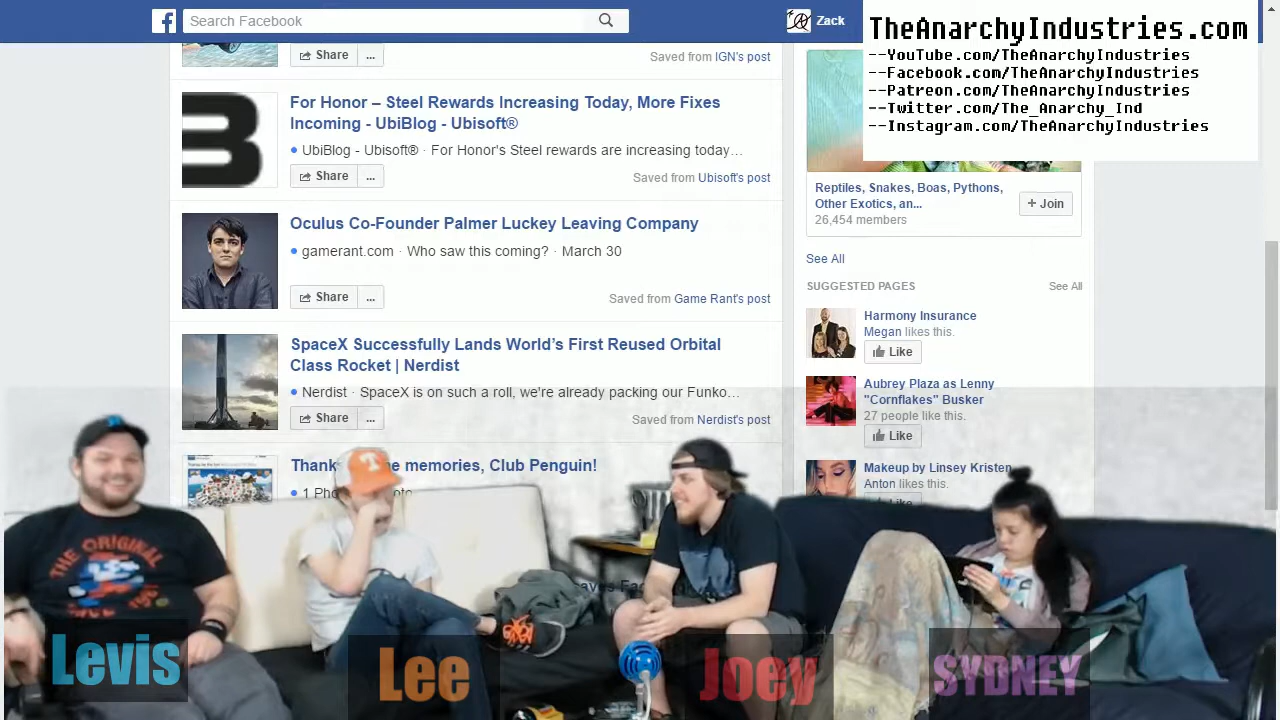 Search Facebook
Zack
TheAnarchyIndustries.com
--YouTube.com/TheAnarchyIndustries
--Facebook.com/TheAnarchyIndustries
--Patreon.com/TheAnarchyIndustries
--Twitter.com/The_Anarchy_Ind
--Instagram.com/TheAnarchyIndustries
Share ...
Saved from IGN's post
For Honor – Steel Rewards Increasing Today, More Fixes
Incoming - UbiBlog - Ubisoft®
UbiBlog - Ubisoft® · For Honor's Steel rewards are increasing today…
Share ...
Saved from Ubisoft's post
Oculus Co-Founder Palmer Luckey Leaving Company
gamerant.com · Who saw this coming? · March 30
Share ...
Saved from Game Rant's post
SpaceX Successfully Lands World's First Reused Orbital
Class Rocket | Nerdist
Nerdist · SpaceX is on such a roll, we're already packing our Funko…
Share ...
Saved from Nerdist's post
Thank memories, Club Penguin!
Reptiles, Snakes, Boas, Pythons,
Other Exotics, an...
26,454 members
+ Join
See All
SUGGESTED PAGES
See All
Harmony Insurance
Megan likes this.
Like
Aubrey Plaza as Lenny
"Cornflakes" Busker
27 people like this.
Like
Makeup by Linsey Kristen
Anton likes this.
Like
T
THE ORIGINAL
Levis
Lee
Joey
SYDNEY